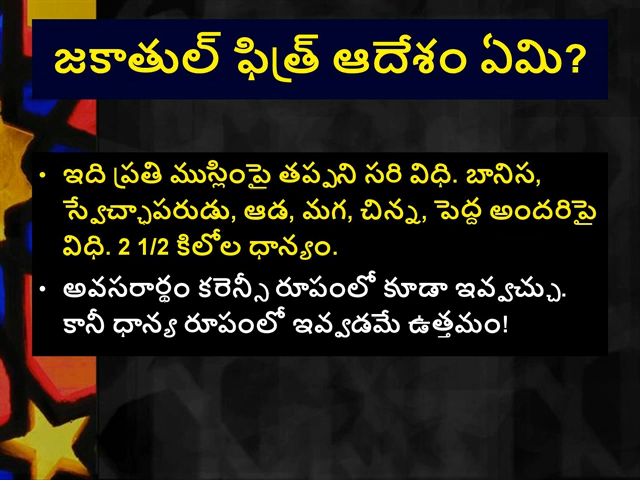 జకాతుల్ ఫిత్ర్ ఆదేశం ఏమి?
• ఇది ప్రతి ముస్లింపై తప్పని సరి విధి. బానిస,
స్వేచ్ఛాపరుడు, ఆడ, మగ, చిన్న, పెద్ద అందరిపై
విధి. 2 1/2 కిలోల ధాన్యం.
• అవసరార్థం కరెన్సీ రూపంలో కూడా ఇవ్వచ్చు.
కానీ ధాన్య రూపంలో ఇవ్వడమే ఉత్తమం!